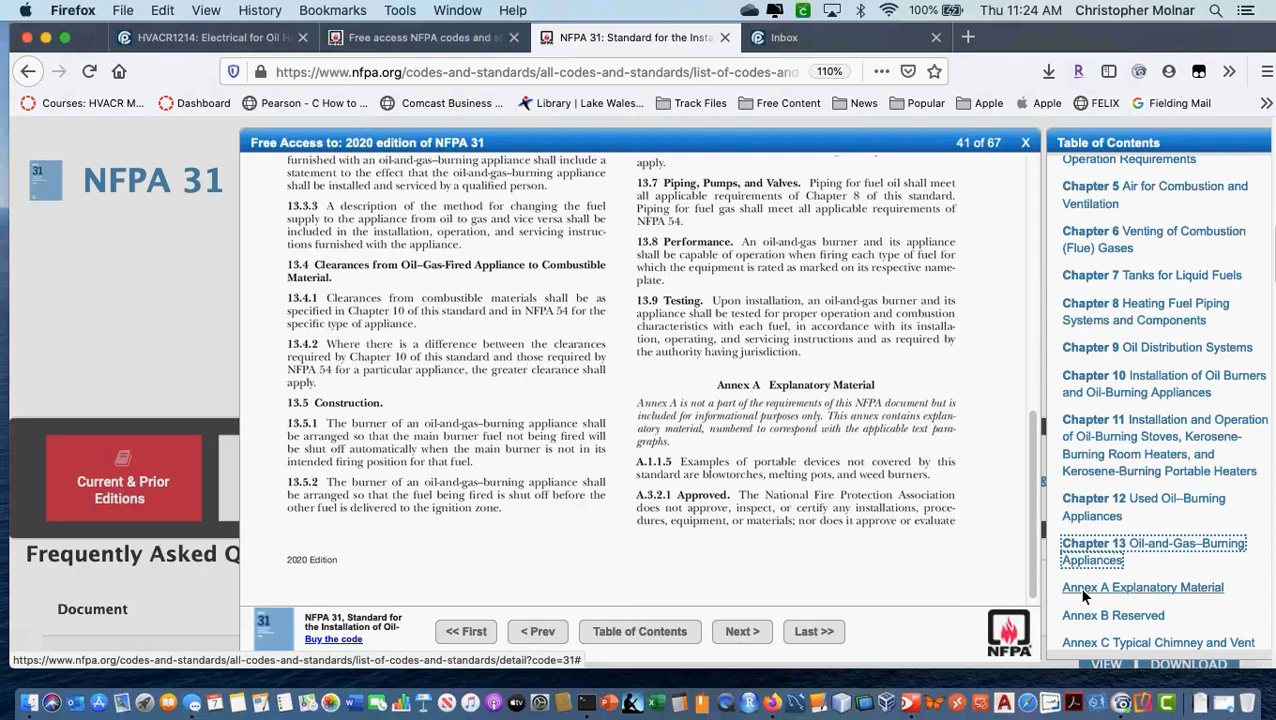 Firefox File Edit View History Bookmarks Tools Window Help 100% Thu 11:24 AM Christopher Molnar
HVACR1214: Electrical for Oil H
Free access NFPA codes and s
NFPA 31: Standard for the Insta
Inbox
https://www.nfpa.org/codes-and-standards/all-codes-and-standards/list-of-codes-and
110%
Courses: HVACR M... Dashboard Pearson - C How to ... Comcast Business ... Library | Lake Wales... Track Files Free Content News Popular Apple Apple FELIX Fielding Mail
31
NFPA 31
Current & Prior
Editions
Frequently Asked Q
Document
Free Access to: 2020 edition of NFPA 31
41 of 67
X
furnished with an oil-and-gas–burning appliance shall include a
statement to the effect that the oil-and-gas–burning appliance
shall be installed and serviced by a qualified person.
13.3.3 A description of the method for changing the fuel
supply to the appliance from oil to gas and vice versa shall be
included in the installation, operation, and servicing instruc-
tions furnished with the appliance.
13.4 Clearances from Oil–Gas-Fired Appliance to Combustible
Material.
13.4.1 Clearances from combustible materials shall be as
specified in Chapter 10 of this standard and in NFPA 54 for the
specific type of appliance.
13.4.2 Where there is a difference between the clearances
required by Chapter 10 of this standard and those required by
NFPA 54 for a particular appliance, the greater clearance shall
apply.
13.5 Construction.
13.5.1 The burner of an oil-and-gas–burning appliance shall
be arranged so that the main burner fuel not being fired will
be shut off automatically when the main burner is not in its
intended firing position for that fuel.
13.5.2 The burner of an oil-and-gas–burning appliance shall
be arranged so that the fuel being fired is shut off before the
other fuel is delivered to the ignition zone.
2020 Edition
apply.
13.7 Piping, Pumps, and Valves. Piping for fuel oil shall meet
all applicable requirements of Chapter 8 of this standard.
Piping for fuel gas shall meet all applicable requirements of
NFPA 54.
13.8 Performance. An oil-and-gas burner and its appliance
shall be capable of operation when firing each type of fuel for
which the equipment is rated as marked on its respective name-
plate.
13.9 Testing. Upon installation, an oil-and-gas burner and its
appliance shall be tested for proper operation and combustion
characteristics with each fuel, in accordance with its installa-
tion, operating, and servicing instructions and as required by
the authority having jurisdiction.
Annex A Explanatory Material
Annex A is not a part of the requirements of this NFPA document but is
included for informational purposes only. This annex contains explan-
atory material, numbered to correspond with the applicable text para-
graphs.
A.1.1.5 Examples of portable devices not covered by this
standard are blowtorches, melting pots, and weed burners.
A.3.2.1 Approved. The National Fire Protection Association
does not approve, inspect, or certify any installations, proce-
dures, equipment, or materials; nor does it approve or evaluate
31
NFPA 31, Standard for
the Installation of Oil-
Buy the code
<< First
< Prev
Table of Contents
Next >
Last >>
NFPA
Table of Contents
Operation Requirements
Chapter 5 Air for Combustion and
Ventilation
Chapter 6 Venting of Combustion
(Flue) Gases
Chapter 7 Tanks for Liquid Fuels
Chapter 8 Heating Fuel Piping
Systems and Components
Chapter 9 Oil Distribution Systems
Chapter 10 Installation of Oil Burners
and Oil-Burning Appliances
Chapter 11 Installation and Operation
of Oil-Burning Stoves, Kerosene-
Burning Room Heaters, and
Kerosene-Burning Portable Heaters
Chapter 12 Used Oil–Burning
Appliances
Chapter 13 Oil-and-Gas–Burning
Appliances
Annex A Explanatory Material
Annex B Reserved
Annex C Typical Chimney and Vent
VIEW
DOWNLOAD
https://www.nfpa.org/codes-and-standards/all-codes-and-standards/list-of-codes-and-standards/detail?code=31#